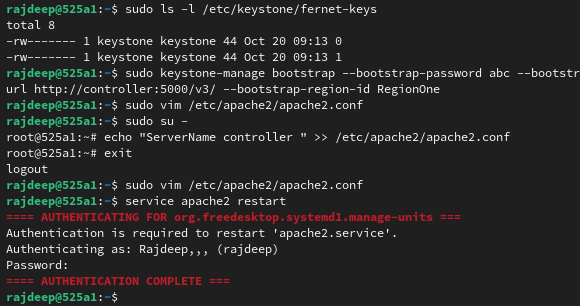 rajdeep@525a1:~$ sudo ls -l /etc/keystone/fernet-keys
total 8
-rw------- 1 keystone keystone 44 Oct 20 09:13 0
-rw------- 1 keystone keystone 44 Oct 20 09:13 1
rajdeep@525a1:~$ sudo keystone-manage bootstrap --bootstrap-password abc --bootstr
url http://controller:5000/v3/ --bootstrap-region-id RegionOne
rajdeep@525a1:~$ sudo vim /etc/apache2/apache2.conf
rajdeep@525a1:~$ sudo su -
root@525a1:~# echo "ServerName controller " >> /etc/apache2/apache2.conf
root@525a1:~# exit
logout
rajdeep@525a1:~$ sudo vim /etc/apache2/apache2.conf
rajdeep@525a1:~$ service apache2 restart
==== AUTHENTICATING FOR org.freedesktop.systemd1.manage-units ===
Authentication is required to restart 'apache2.service'.
Authenticating as: Rajdeep,,, (rajdeep)
Password:
==== AUTHENTICATION COMPLETE ===
rajdeep@525a1:~$